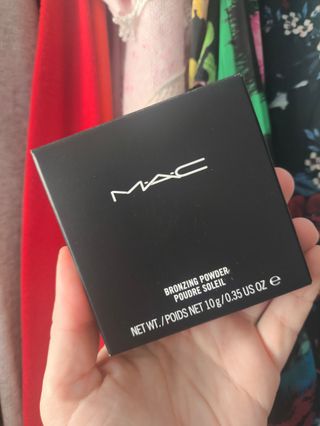 M·A·C
BRONZING POWDER
POUDRE SOLEIL
NET WT./POIDS NET 10 g/0.35 US OZ ℮